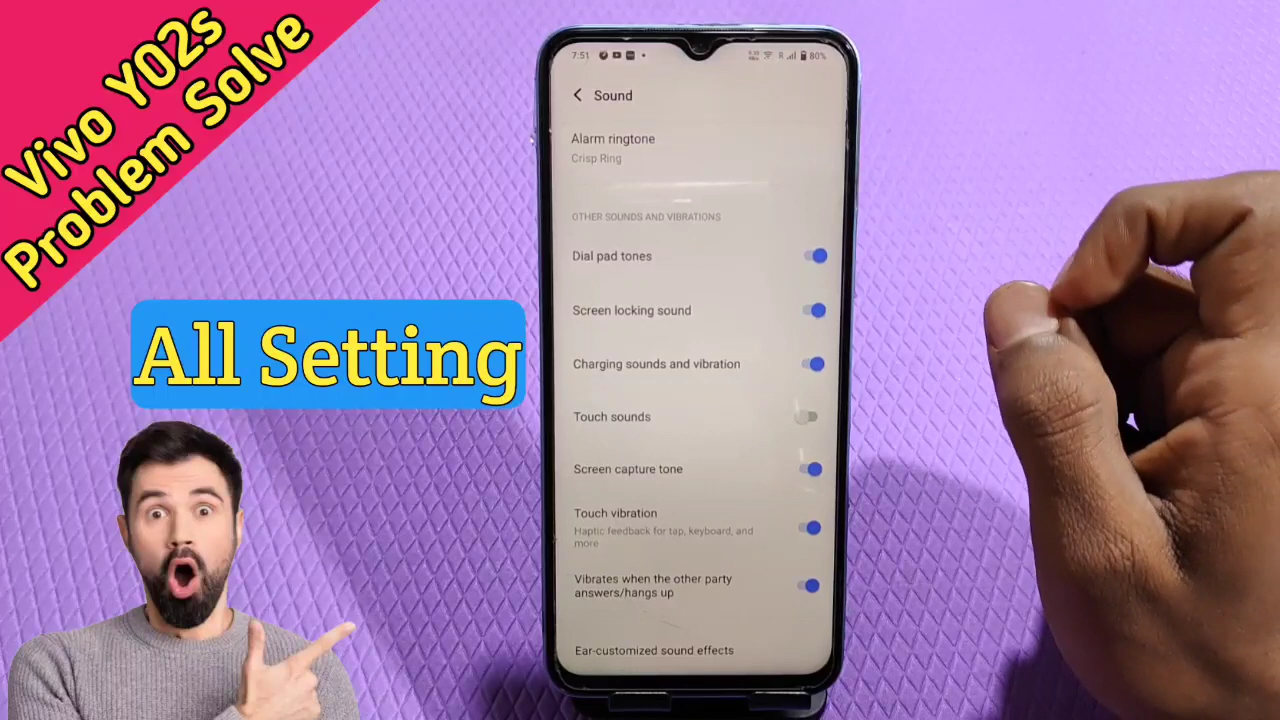 Vivo Y02s
Problem Solve
All Setting
7:51
80%
Sound
Alarm ringtone
Crisp Ring
OTHER SOUNDS AND VIBRATIONS
Dial pad tones
Screen locking sound
Charging sounds and vibration
Touch sounds
Screen capture tone
Touch vibration
Haptic feedback for tap, keyboard, and
more
Vibrates when the other party
answers/hangs up
Ear-customized sound effects